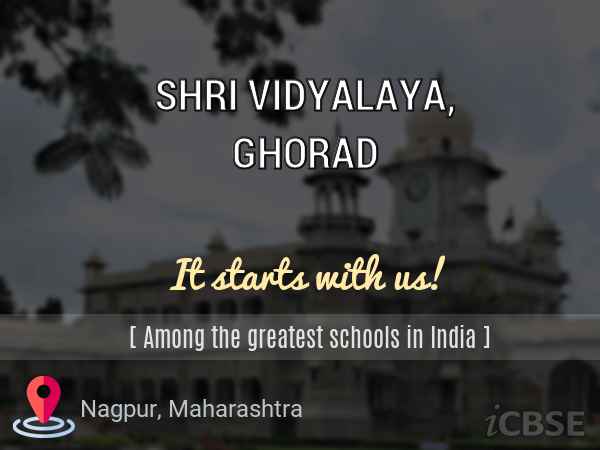 SHRI VIDYALAYA,
GHORAD
It starts with us!
[ Among the greatest schools in India ]
Nagpur, Maharashtra
iCBSE